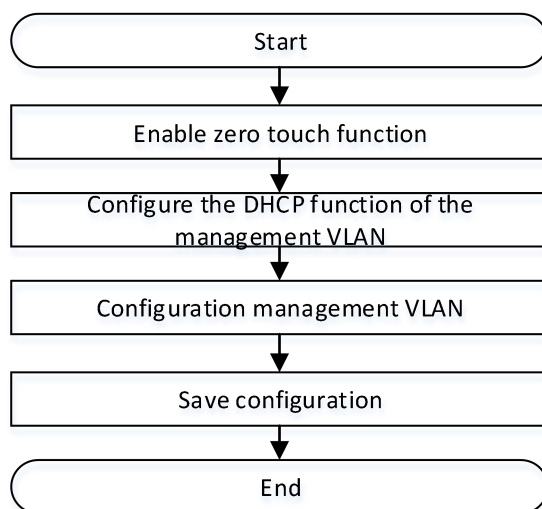 Start
Enable zero touch function
Configure the DHCP function of the
management VLAN
Configuration management VLAN
Save configuration
End